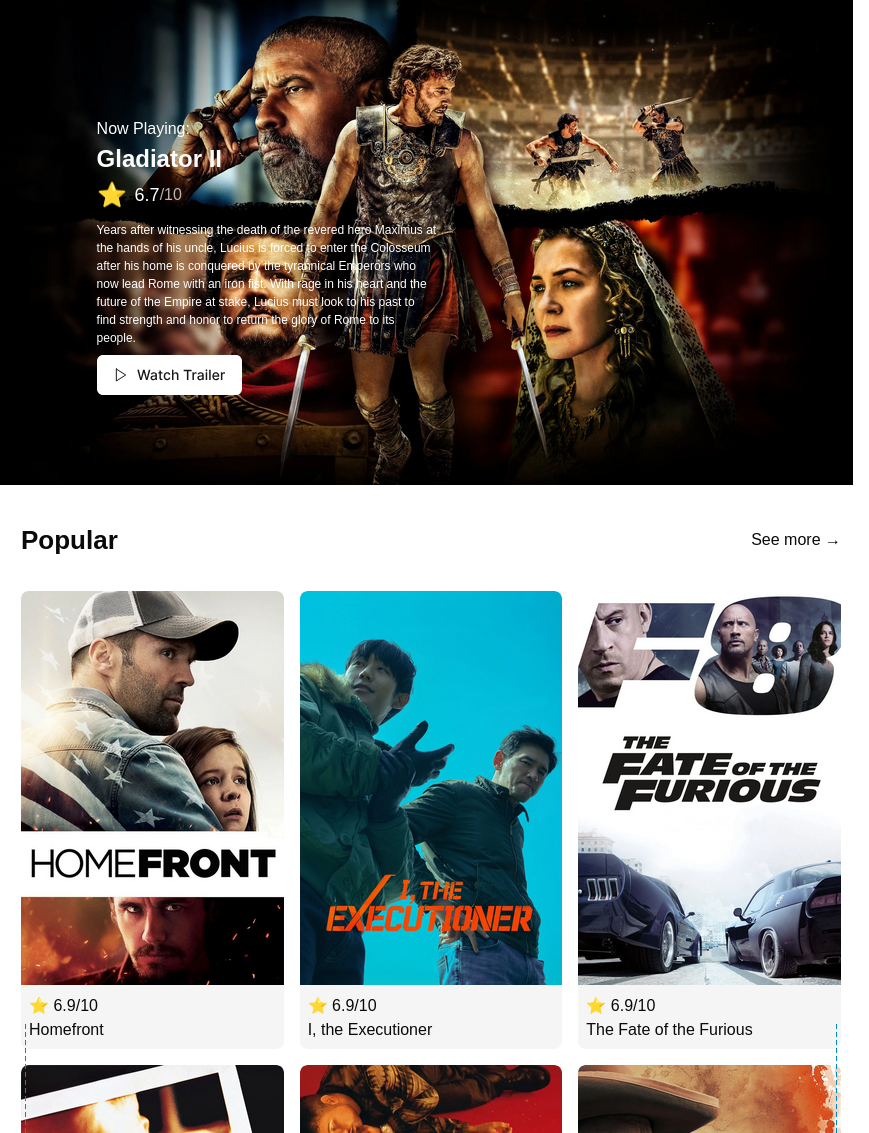 Now Playing:
Gladiator II
6.7/10
Years after witnessing the death of the revered hero Maximus at
the hands of his uncle, Lucius is forced to enter the Colosseum
after his home is conquered by the tyrannical Emperors who
now lead Rome with an iron fist. With rage in his heart and the
future of the Empire at stake, Lucius must look to his past to
find strength and honor to return the glory of Rome to its
people.
Watch Trailer
Popular
See more →
HOMEFRONT
6.9/10
Homefront
I, THE
EXECUTIONER
6.9/10
I, the Executioner
F8
THE
FATE OF THE
FURIOUS
6.9/10
The Fate of the Furious